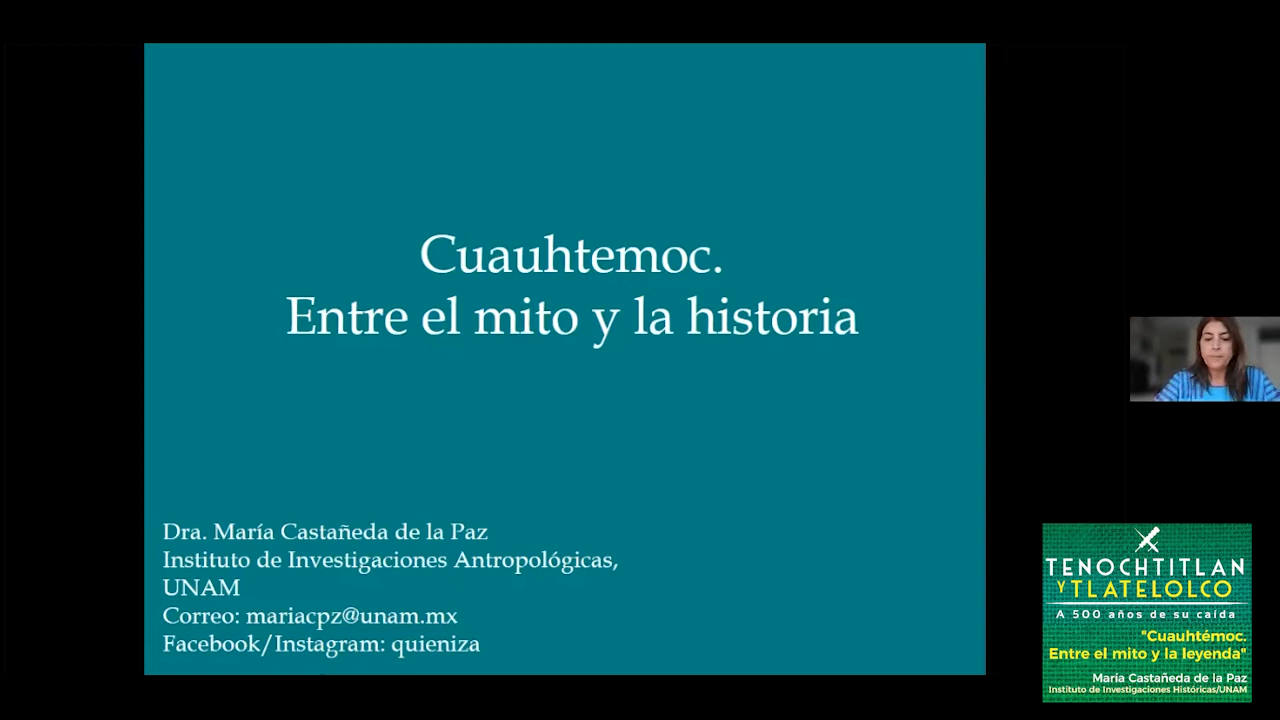 Cuauhtemoc.
Entre el mito y la historia
Dra. María Castañeda de la Paz
Instituto de Investigaciones Antropológicas,
UNAM
Correo: mariacpz@unam.mx
Facebook/Instagram: quieniza
TENOCHTITLAN
Y TLATELOLCO
A 500 años de su caída
"Cuauhtémoc.
Entre el mito y la leyenda"
María Castañeda de la Paz
Instituto de Investigaciones Históricas/UNAM